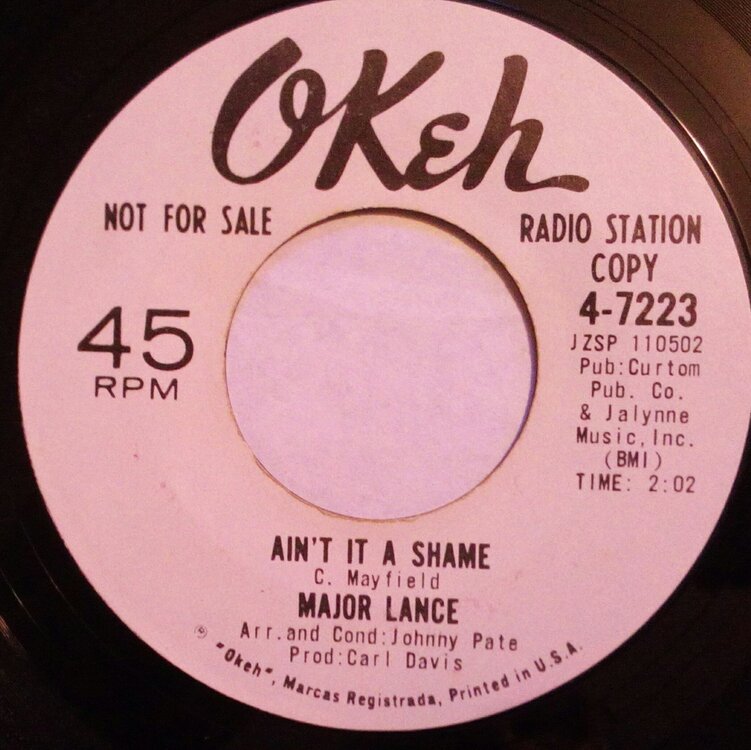 OKeh
NOT FOR SALE
RADIO STATION
COPY
4-7223
JZSP 110502
Pub:Curtom
Pub. Co.
& Jalynne
Music,Inc.
(BMI)
TIME: 2:02
45
RPM
AIN'T IT A SHAME
C. Mayfield
MAJOR LANCE
Arr.and Cond:Johnny Pate
Prod:Carl Davis
℗ "Okeh", Marcas Registrada, Printed in U.S.A.